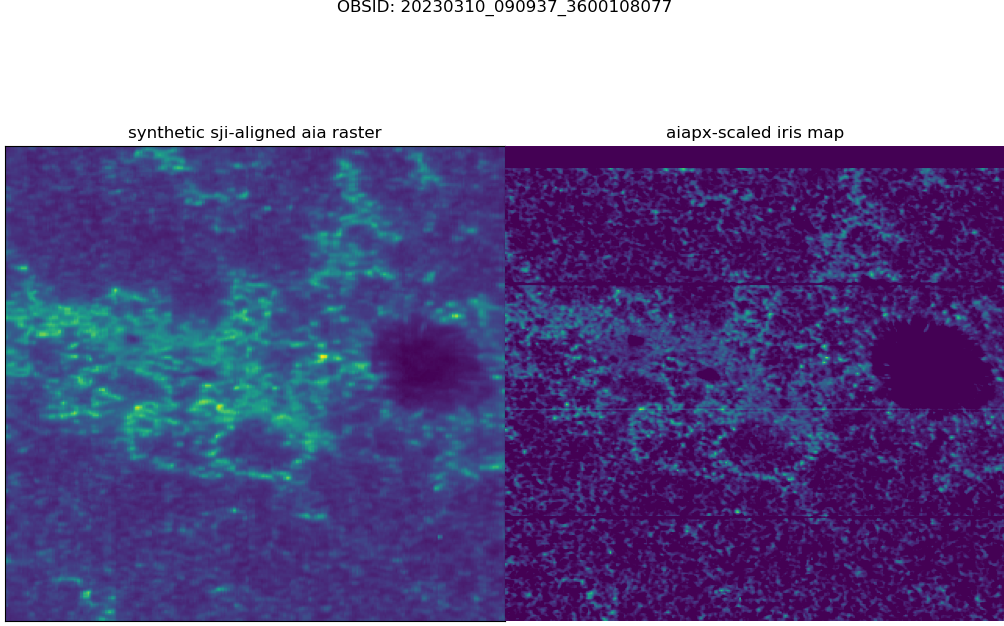 OBSID: 20230310_090937_3600108077
synthetic sji-aligned aia raster
aiapx-scaled iris map